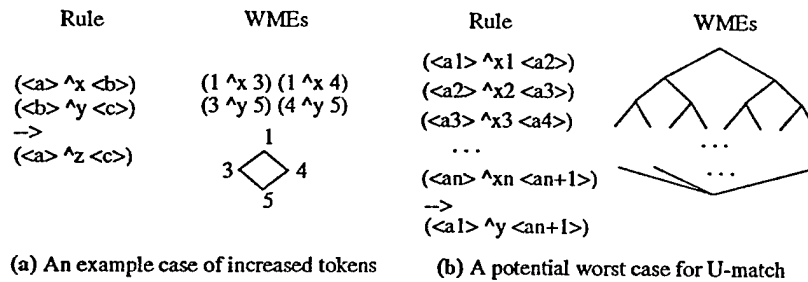 Rule WMEs
(<a> ^x <b>) (1 ^x 3) (1 ^x 4)
(<b> ^y <c>) (3 ^y 5) (4 ^y 5)
-->
(<a> ^z <c>)
1
3 4
5
(a) An example case of increased tokens
Rule WMEs
(<a1> ^x1 <a2>)
(<a2> ^x2 <a3>)
(<a3> ^x3 <a4>)
...
...
(<an> ^xn <an+1>)
...
-->
(<a1> ^y <an+1>)
(b) A potential worst case for U-match